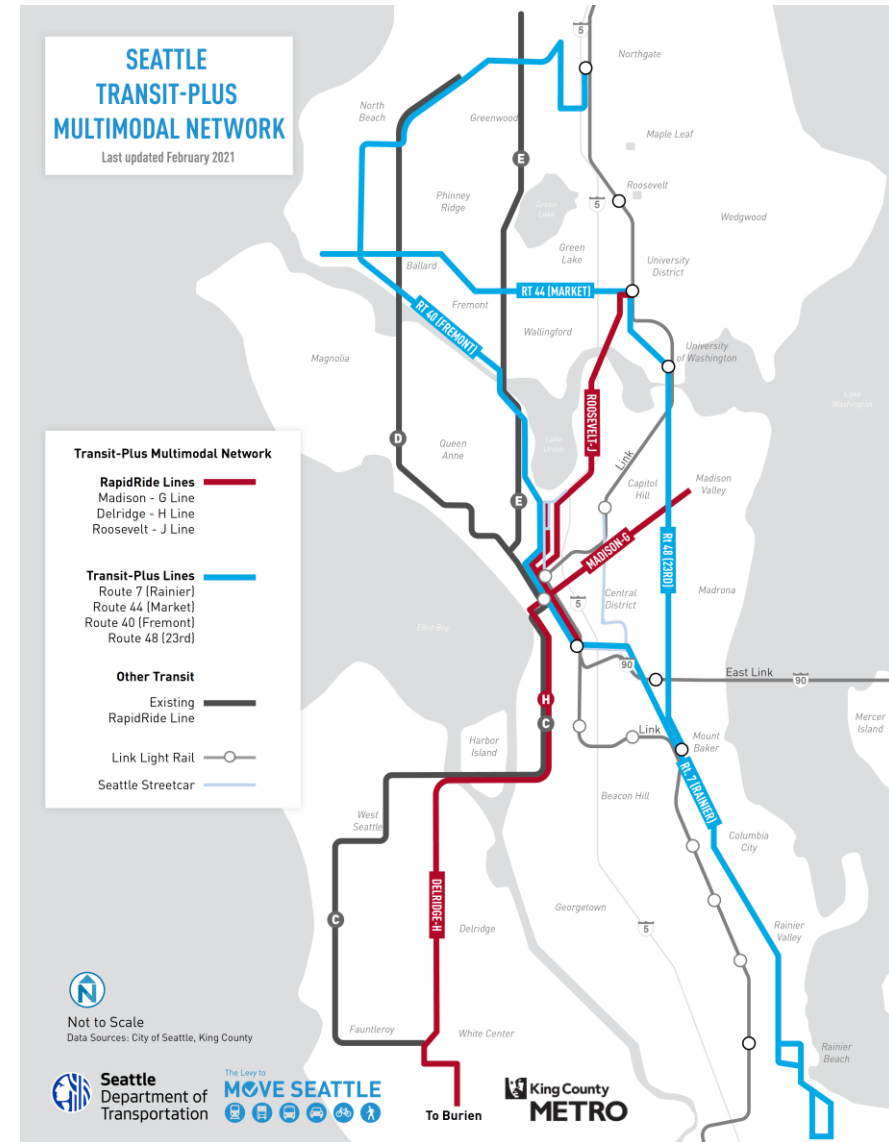 SEATTLE
TRANSIT-PLUS
MULTIMODAL NETWORK
Last updated February 2021
5
Northgate
North
Beach
Greenwood
Maple Leaf
E
Phinney
Ridge
Green
Lake
5
Roosevelt
Wedgwood
Green
Lake
University
District
Ballard
RT 44 (MARKET)
Fremont
RT 40 (FREMONT)
Wallingford
Magnolia
University
of Washington
Lake
Washington
ROOSEVELT-J
D
Queen
Anne
Lake
Union
Link
Capitol
Hill
Madison
Valley
E
MADISON-G
Rt 48 (23RD)
Central
District
Madrona
5
Elliott Bay
90
East Link
90
H
C
Mercer
Island
Harbor
Island
Link
Mount
Baker
Rt. 7 (RAINIER)
Beacon Hill
West
Seattle
Columbia
City
DELRIDGE-H
C
Delridge
Georgetown
5
Rainier
Valley
Fauntleroy
White Center
Rainier
Beach
To Burien
Transit-Plus Multimodal Network
RapidRide Lines
Madison - G Line
Delridge - H Line
Roosevelt - J Line
Transit-Plus Lines
Route 7 (Rainier)
Route 44 (Market)
Route 40 (Fremont)
Route 48 (23rd)
Other Transit
Existing
RapidRide Line
Link Light Rail
Seattle Streetcar
N
Not to Scale
Data Sources: City of Seattle, King County
Seattle
Department of
Transportation
The Levy to
MOVE SEATTLE
King County
METRO